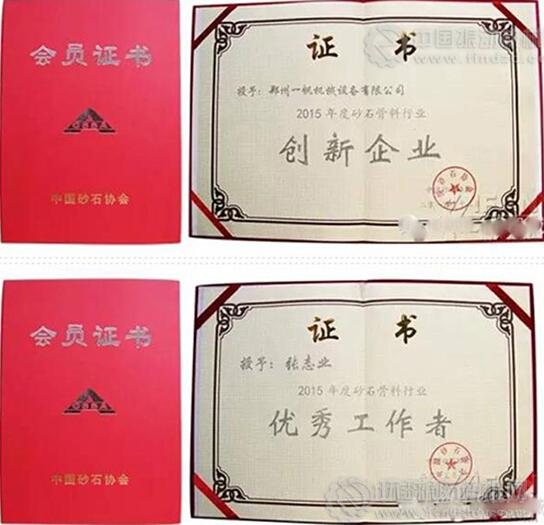 会员证书
中国砂石协会
证书
授予：郑州一帆机械设备有限公司
2015年度砂石骨料行业
创新企业
会员证书
中国砂石协会
证书
授予：张志业
2015年度砂石骨料行业
优秀工作者